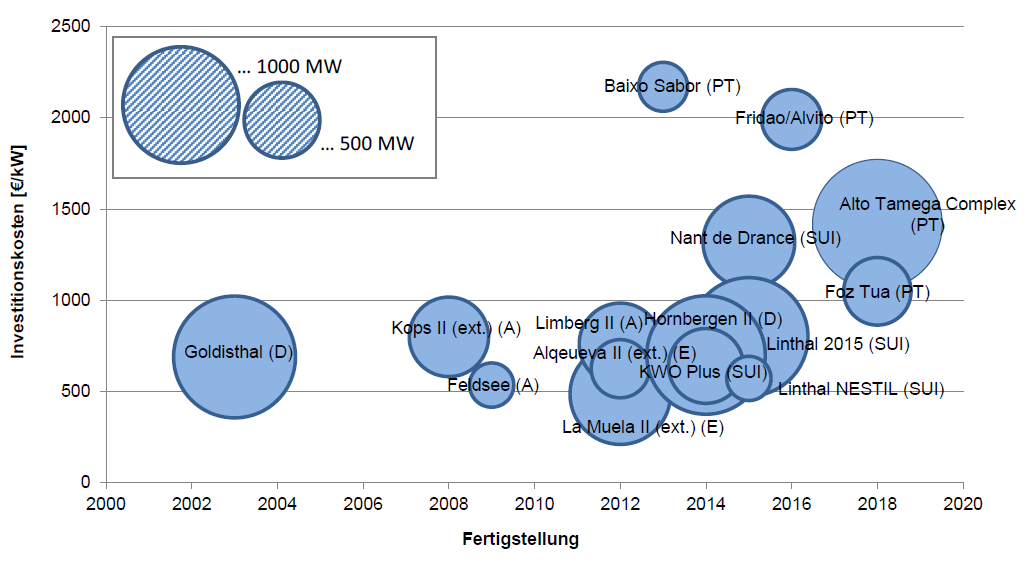 2500
2000
1500
1000
500
0
Investitionskosten [€/kW]
... 1000 MW
... 500 MW
Baixo Sabor (PT)
Fridao/Alvito (PT)
Alto Tamega Complex
(PT)
Nant de Drance (SUI)
Foz Tua (PT)
Kops II (ext.) (A)
Limberg II (A)
Hornbergen II (D)
Goldisthal (D)
Alqeueva II (ext.) (E)
Linthal 2015 (SUI)
KWO Plus (SUI)
Feldsee (A)
Linthal NESTIL (SUI)
La Muela II (ext.) (E)
2000 2002 2004 2006 2008 2010 2012 2014 2016 2018 2020
Fertigstellung